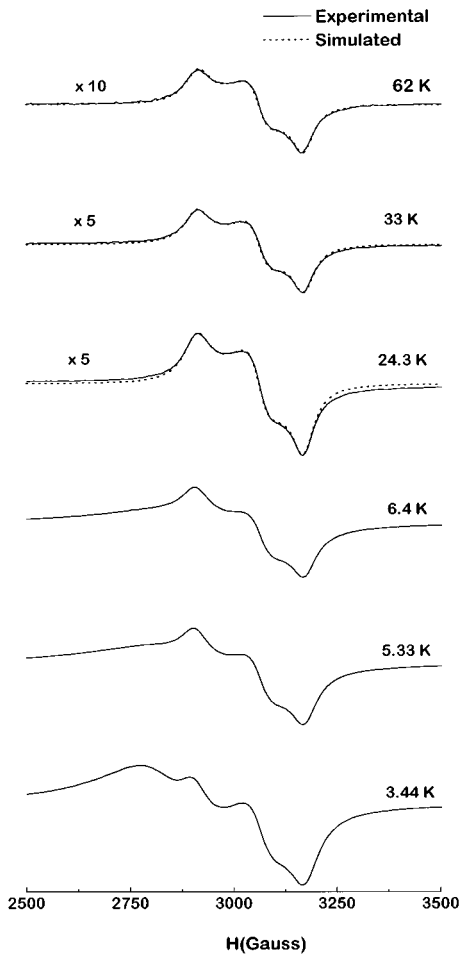 Experimental
Simulated
x 10 62 K
x 5 33 K
x 5 24.3 K
6.4 K
5.33 K
3.44 K
2500 2750 3000 3250 3500
H(Gauss)